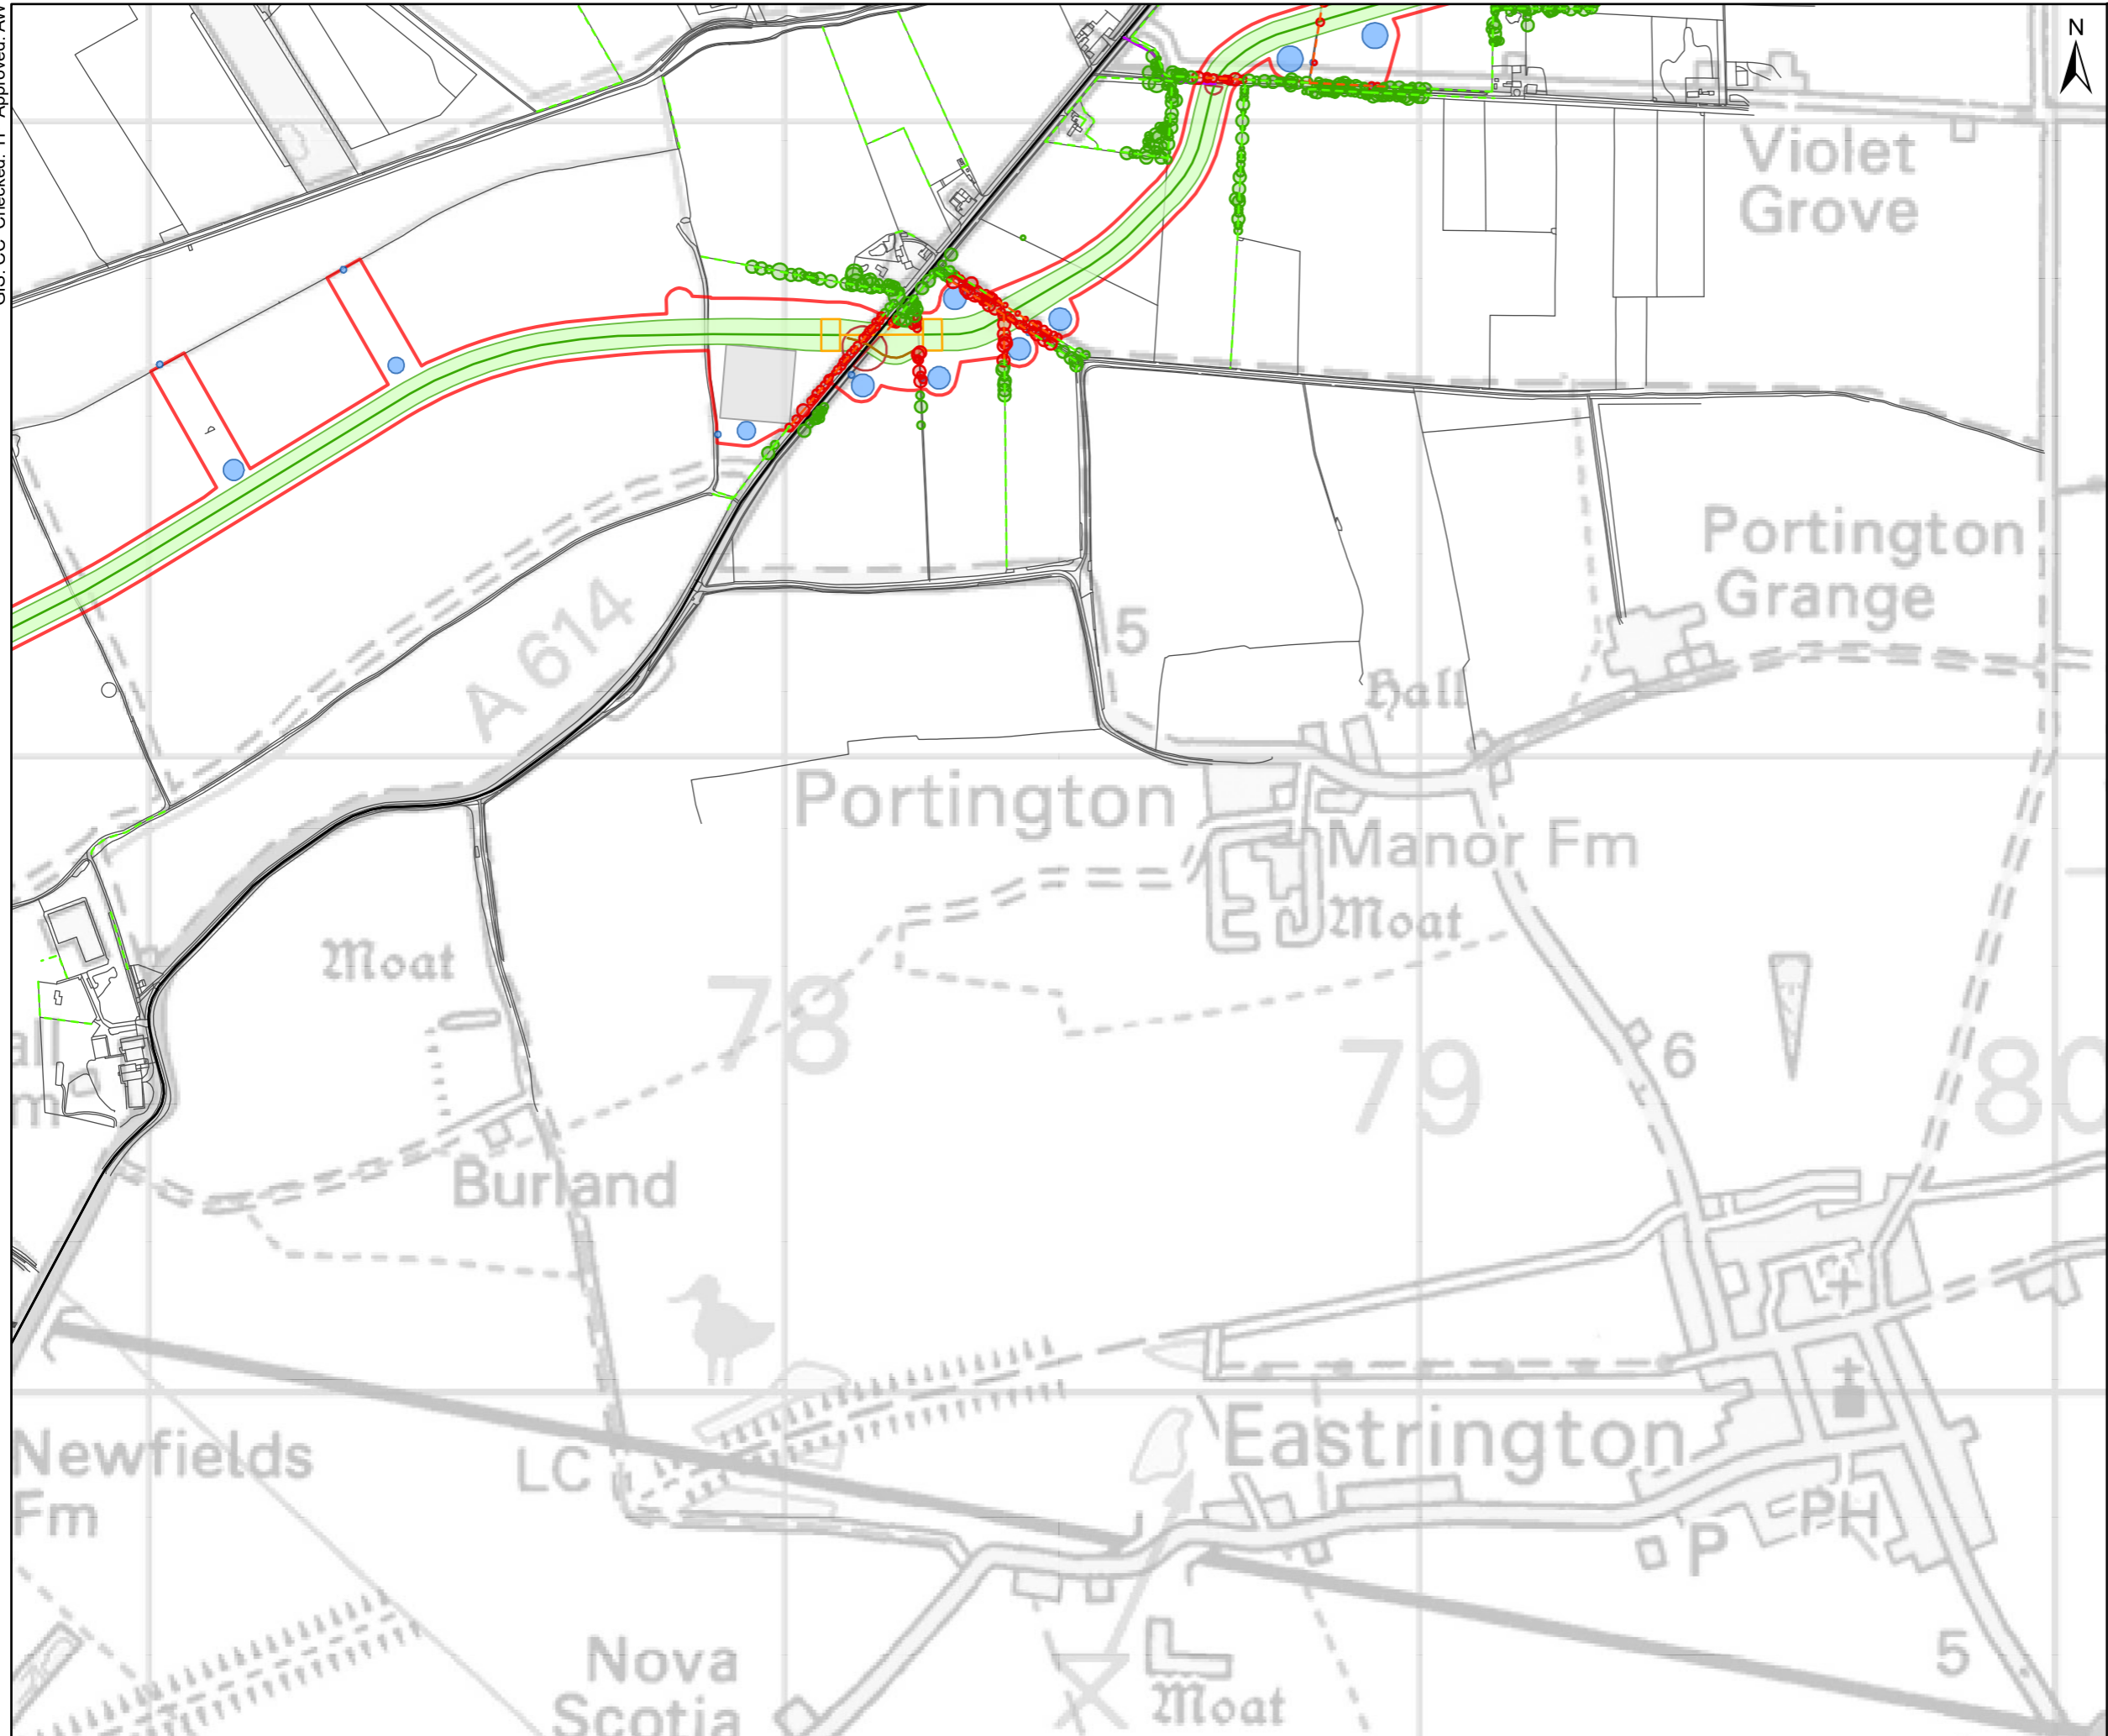 N
Violet
Grove
Portington
Grange
A 614
5
Hall
Portington
Manor Fm
Moat
Moat
78
79
80
6
Burland
Newfields
Fm
LC
Eastrington
P
PH
Nova
Scotia
Moat
5